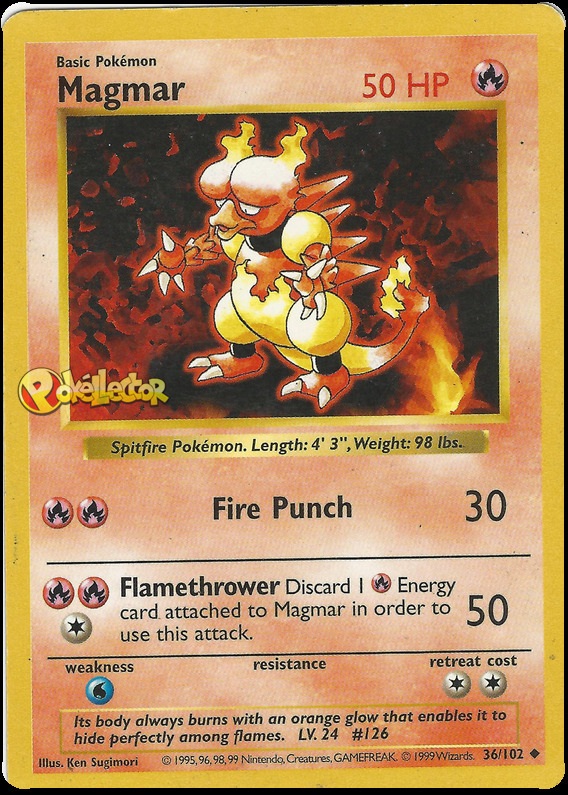 Basic Pokémon
Magmar 50 HP
Pokéllector
Spitfire Pokémon. Length: 4' 3", Weight: 98 lbs.
Fire Punch 30
Flamethrower Discard 1 Energy
card attached to Magmar in order to
use this attack.
50
weakness resistance retreat cost
Its body always burns with an orange glow that enables it to
hide perfectly among flames. LV. 24 #126
Illus. Ken Sugimori © 1995, 96, 98, 99 Nintendo, Creatures, GAMEFREAK. © 1999 Wizards. 36/102